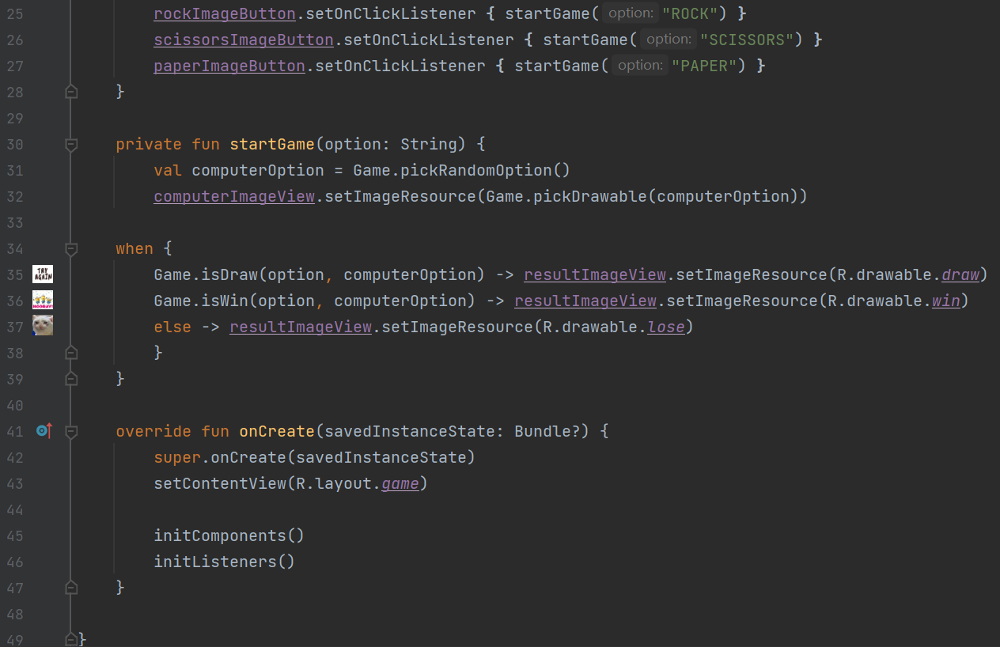 25 rockImageButton.setOnClickListener { startGame( option: "ROCK") }
26 scissorsImageButton.setOnClickListener { startGame( option: "SCISSORS") }
27 paperImageButton.setOnClickListener { startGame( option: "PAPER") }
28 }
29
30 private fun startGame(option: String) {
31 val computerOption = Game.pickRandomOption()
32 computerImageView.setImageResource(Game.pickDrawable(computerOption))
33
34 when {
35 TRY AGAIN Game.isDraw(option, computerOption) -> resultImageView.setImageResource(R.drawable.draw)
36 HOORAY! Game.isWin(option, computerOption) -> resultImageView.setImageResource(R.drawable.win)
37 else -> resultImageView.setImageResource(R.drawable.lose)
38 }
39 }
40
41 override fun onCreate(savedInstanceState: Bundle?) {
42 super.onCreate(savedInstanceState)
43 setContentView(R.layout.game)
44
45 initComponents()
46 initListeners()
47 }
48
49 }